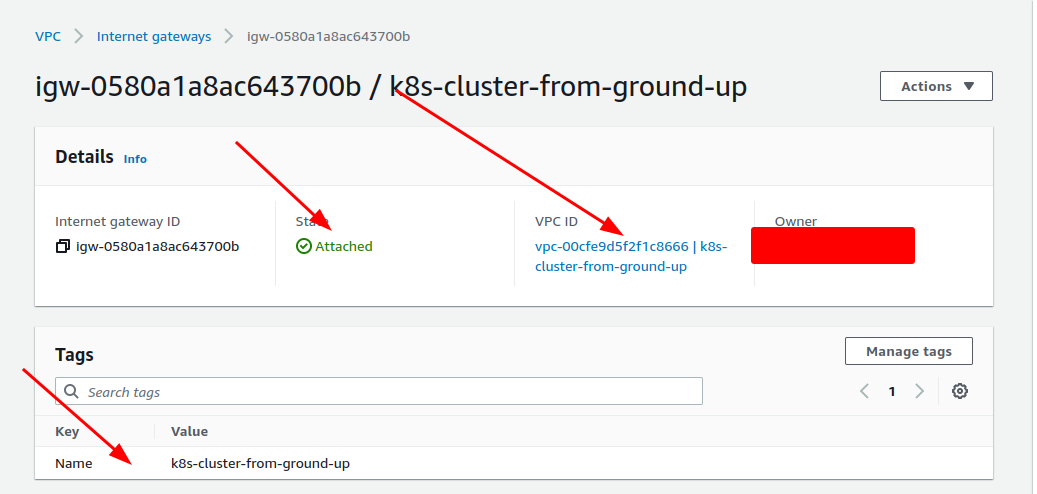 VPC > Internet gateways > igw-0580a1a8ac643700b
igw-0580a1a8ac643700b / k8s-cluster-from-ground-up
Actions
Details Info
Internet gateway ID
igw-0580a1a8ac643700b
State
Attached
VPC ID
vpc-00cfe9d5f2f1c8666 | k8s-
cluster-from-ground-up
Owner
Tags
Manage tags
Search tags
1
Key Value
Name k8s-cluster-from-ground-up